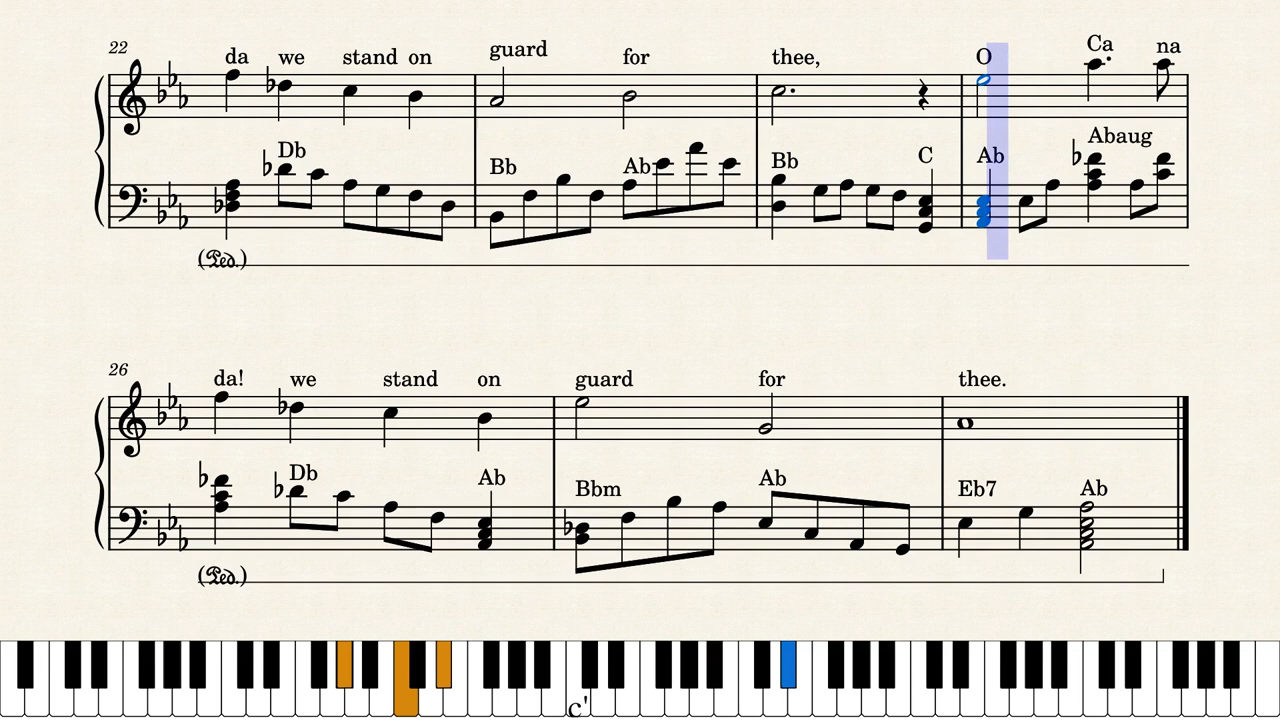 22 da we stand on guard for thee, O Ca na
Db Bb Ab Bb C Ab Abaug
(Ped.)
26 da! we stand on guard for thee.
Db Ab Bbm Ab Eb7 Ab
(Ped.)
c'